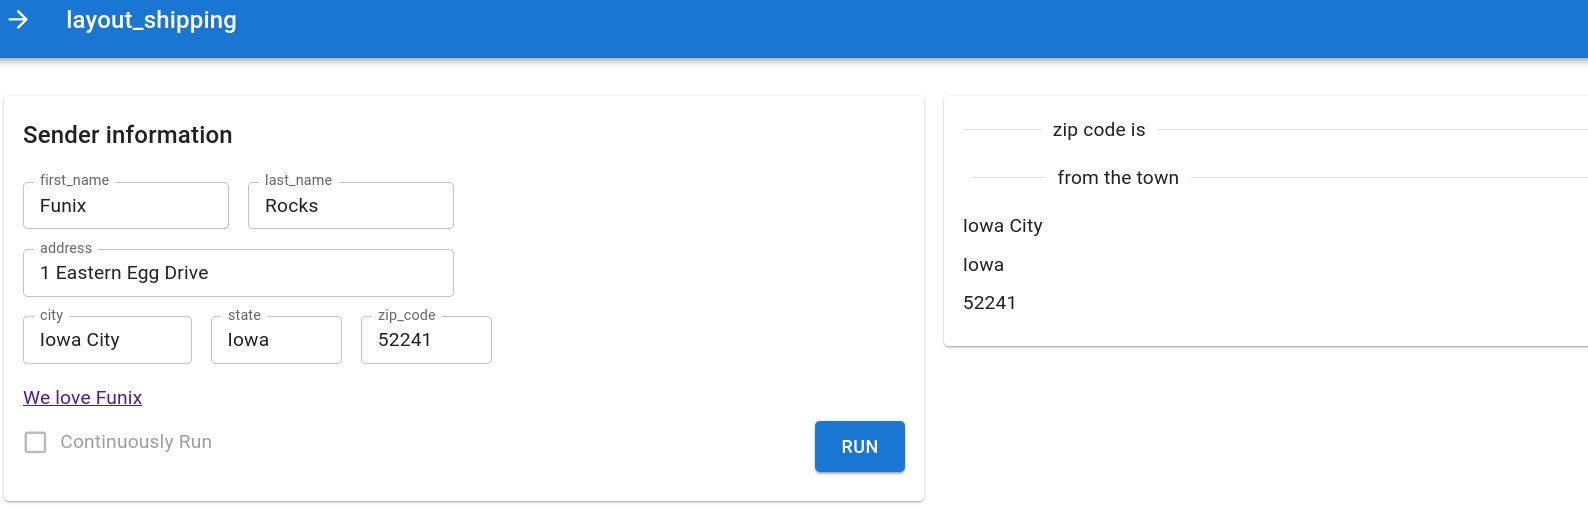 layout_shipping
Sender information
first_name last_name
Funix Rocks
address
1 Eastern Egg Drive
city state zip_code
Iowa City Iowa 52241
We love Funix
Continuously Run
RUN
zip code is
from the town
Iowa City
Iowa
52241